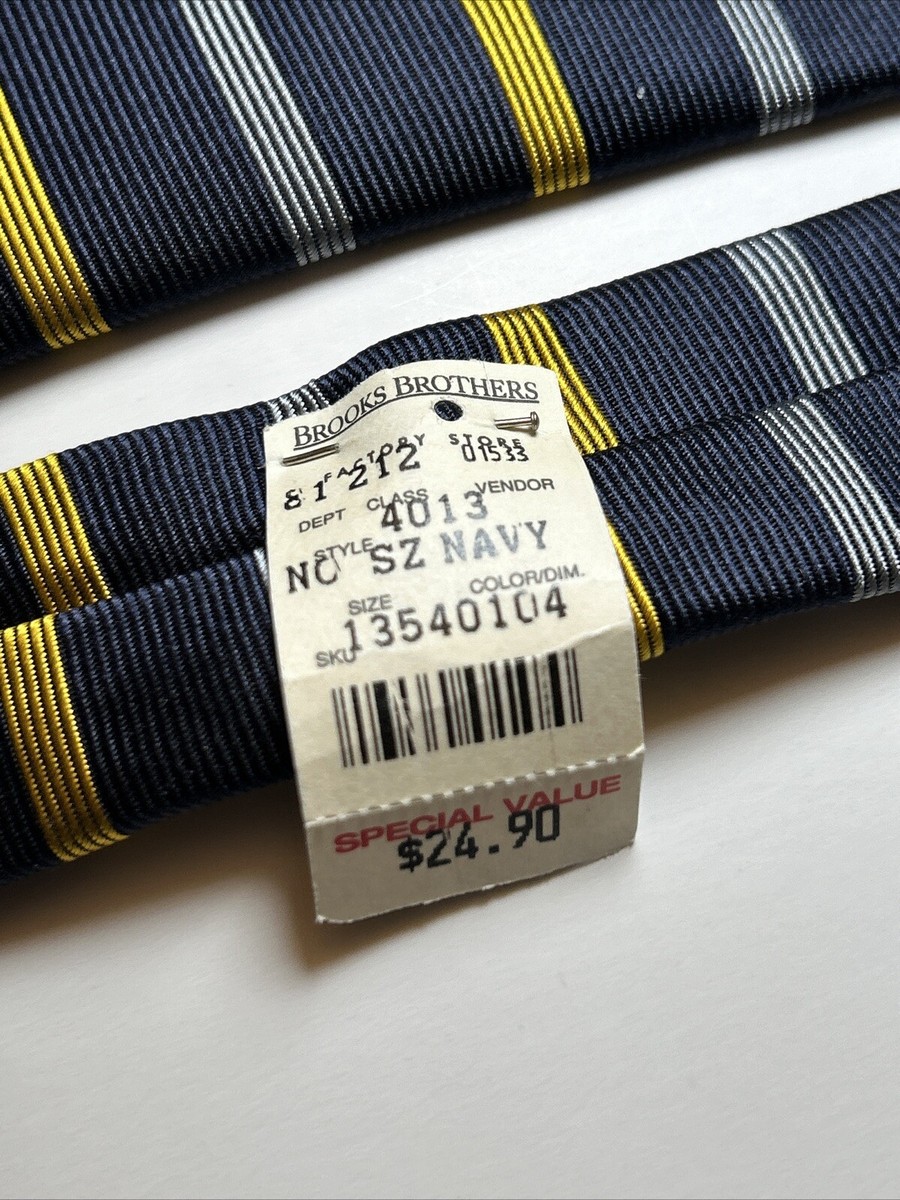 BROOKS BROTHERS
FACTORY STORE
81 212 01533
DEPT CLASS VENDOR
4013
STYLE
NO SZ NAVY
SIZE COLOR/DIM.
13540104
SKU
SPECIAL VALUE
$24.90